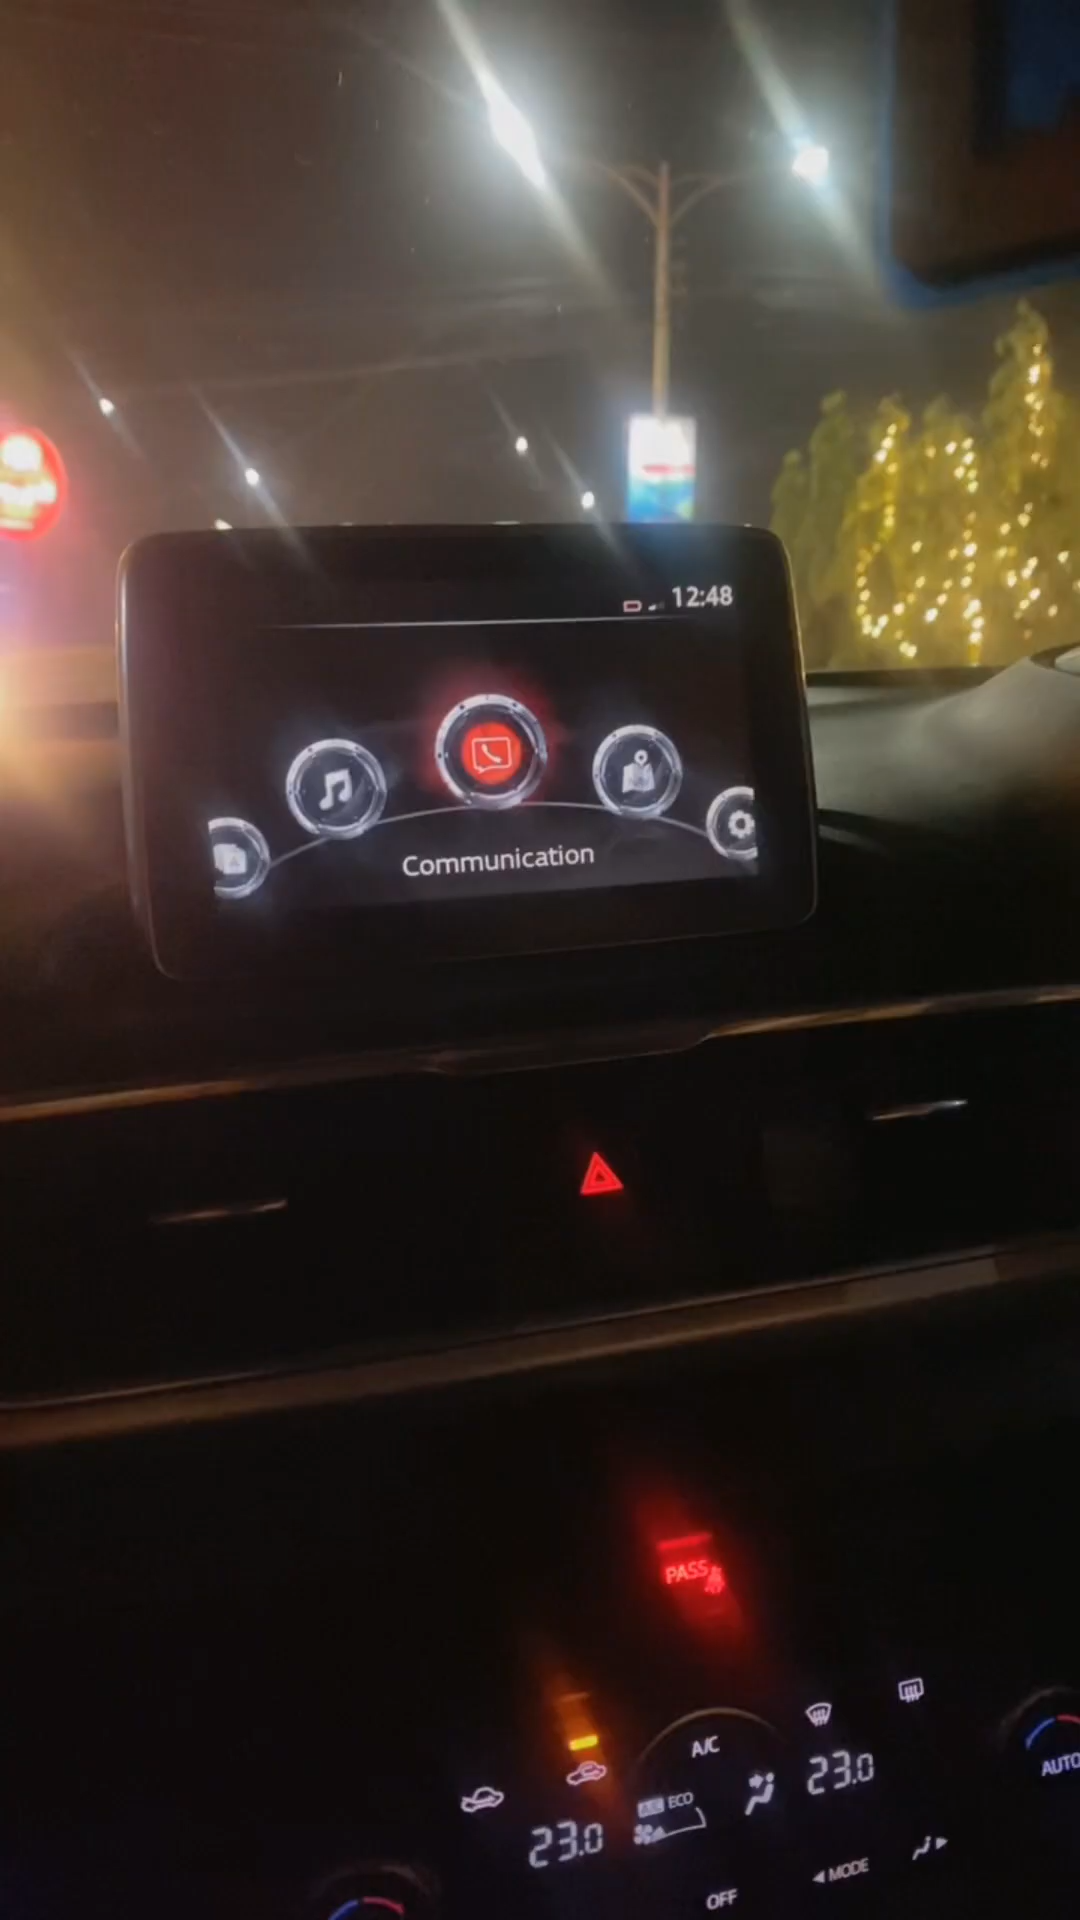 12:48
Communication
PASS
A/C
23.0
AUTO
A/C ECO
23.0
MODE
OFF